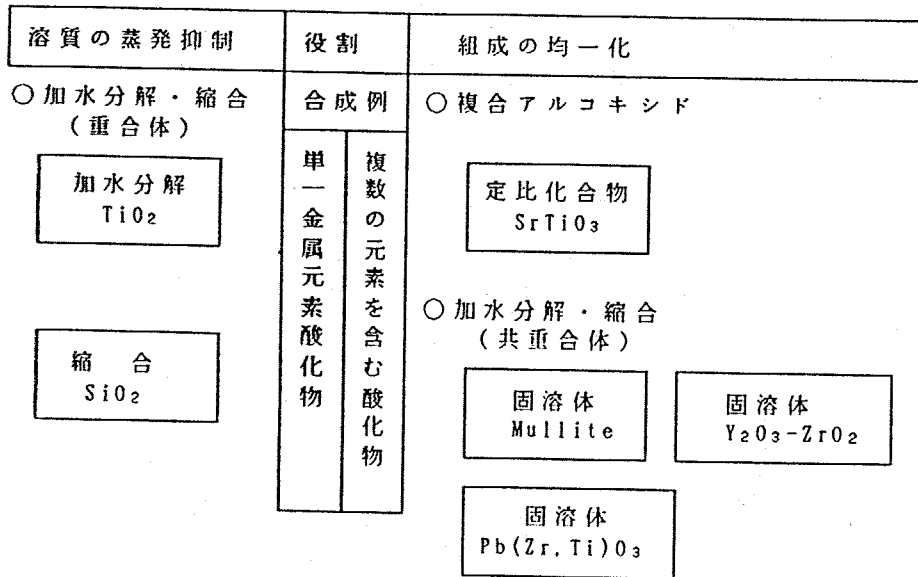 溶質の蒸発抑制
役割
組成の均一化
○加水分解・縮合
(重合体)
加水分解
TiO₂
縮 合
SiO₂
合成例
単一金属元素酸化物
複数の元素を含む酸化物
○複合アルコキシド
定比化合物
SrTiO₃
○加水分解・縮合
(共重合体)
固溶体
Mullite
固溶体
Y₂O₃-ZrO₂
固溶体
Pb(Zr,Ti)O₃